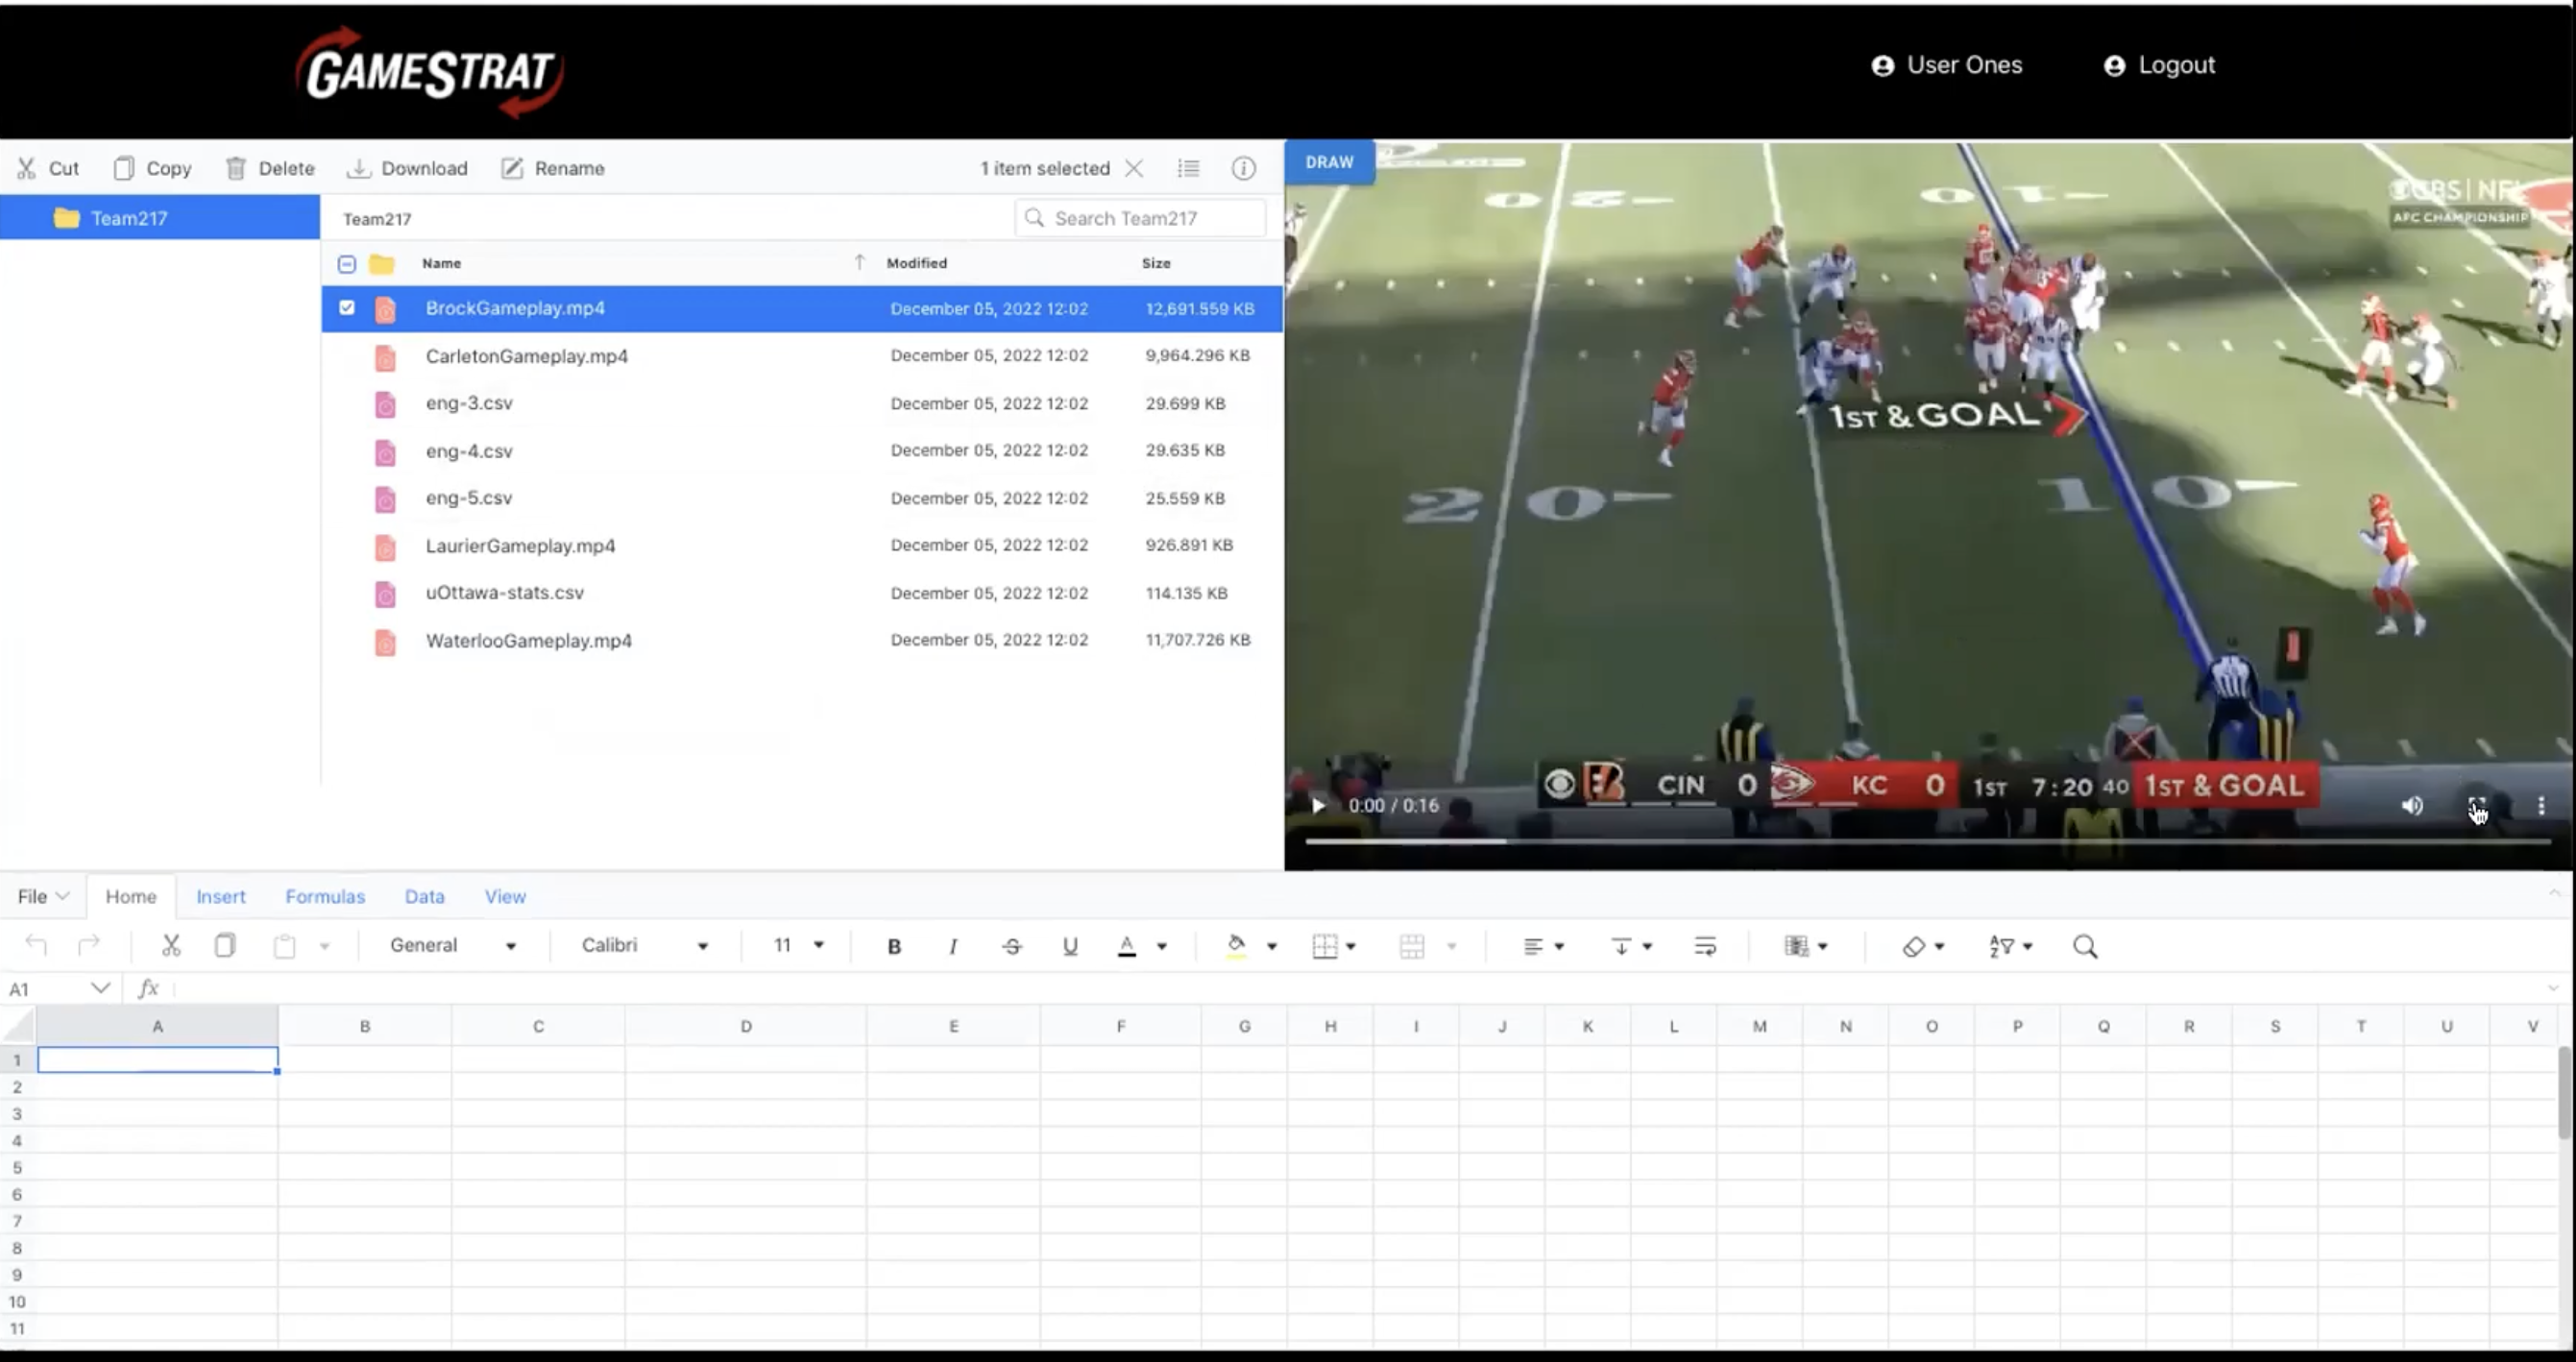 GAMESTRAT
User Ones
Logout
Cut
Copy
Delete
Download
Rename
1 item selected
Team217
Team217
Search Team217
Name
Modified
Size
BrockGameplay.mp4 December 05, 2022 12:02 12,691.559 KB
CarletonGameplay.mp4 December 05, 2022 12:02 9,964.296 KB
eng-3.csv December 05, 2022 12:02 29.699 KB
eng-4.csv December 05, 2022 12:02 29.635 KB
eng-5.csv December 05, 2022 12:02 25.559 KB
LaurierGameplay.mp4 December 05, 2022 12:02 926.891 KB
uOttawa-stats.csv December 05, 2022 12:02 114.135 KB
WaterlooGameplay.mp4 December 05, 2022 12:02 11,707.726 KB
DRAW
CBS | NFL
AFC CHAMPIONSHIP
20 10
1ST & GOAL
20 10
CIN 0 KC 0 1ST 7:20 40 1ST & GOAL
0:00 / 0:16
File Home Insert Formulas Data View
General Calibri 11 B I S U A
A1 fx
A B C D E F G H I J K L M N O P Q R S T U V
1
2
3
4
5
6
7
8
9
10
11